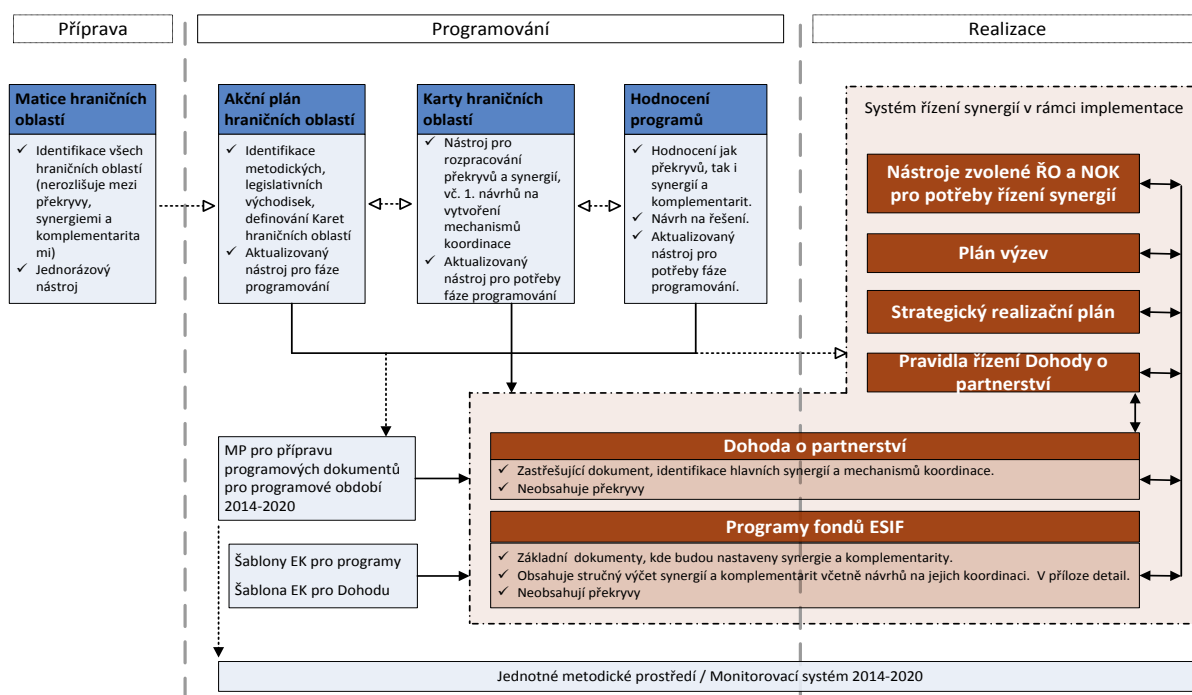 Příprava
Programování
Realizace
Matice hraničních
oblastí
✓ Identifikace všech
hraničních oblastí
(nerozlišuje mezi
překryvy,
synergiemi a
komplementarita
mi)
✓ Jednorázový
nástroj
Akční plán
hraničních oblastí
✓ Identifikace
metodických,
legislativních
východisek,
definování Karet
hraničních oblastí
✓ Aktualizovaný
nástroj pro fáze
programování
Karty hraničních
oblastí
✓ Nástroj pro
rozpracování
překryvů a synergií,
vč. 1. návrhů na
vytvoření
mechanismů
koordinace
✓ Aktualizovaný
nástroj pro potřeby
fáze programování
Hodnocení
programů
✓ Hodnocení jak
překryvů, tak i
synergií a
komplementarit.
✓ Návrh na řešení.
✓ Aktualizovaný
nástroj pro
potřeby fáze
programování.
Systém řízení synergií v rámci implementace
Nástroje zvolené ŘO a NOK
pro potřeby řízení synergií
Plán výzev
Strategický realizační plán
Pravidla řízení Dohody o
partnerství
MP pro přípravu
programových dokumentů
pro programové období
2014-2020
Dohoda o partnerství
✓ Zastřešující dokument, identifikace hlavních synergií a mechanismů koordinace.
✓ Neobsahuje překryvy
Šablony EK pro programy
Šablona EK pro Dohodu
Programy fondů ESIF
✓ Základní dokumenty, kde budou nastaveny synergie a komplementarity.
✓ Obsahuje stručný výčet synergií a komplementarit včetně návrhů na jejich koordinaci. V příloze detail.
✓ Neobsahují překryvy
Jednotné metodické prostředí / Monitorovací systém 2014-2020